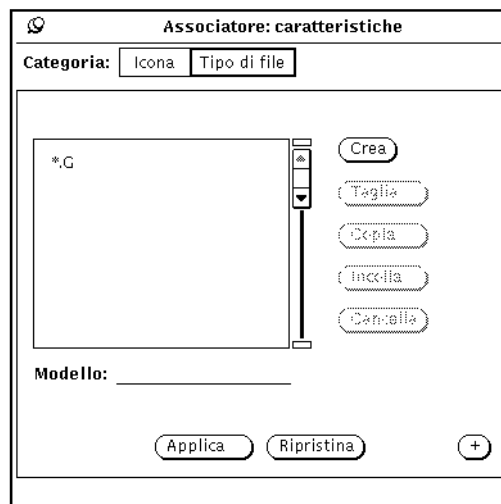 Associatore: caratteristiche
Categoria: Icona Tipo di file
*.G
Crea
Taglia
Copia
Incolla
Cancella
Modello:
Applica Ripristina +